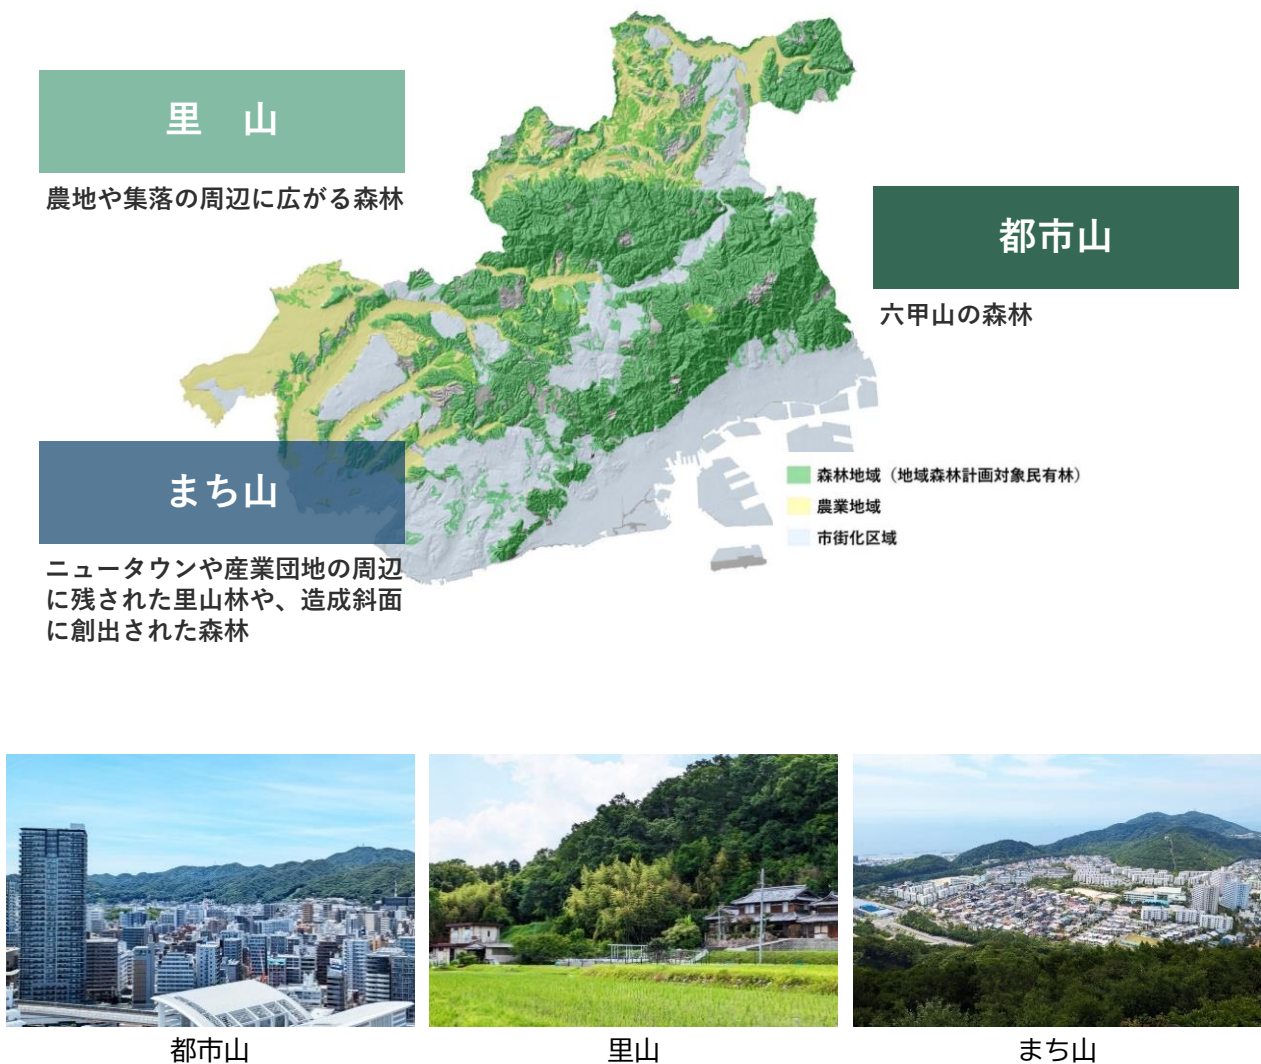 里　山
農地や集落の周辺に広がる森林
都市山
六甲山の森林
まち山
ニュータウンや産業団地の周辺
に残された里山林や、造成斜面
に創出された森林
森林地域（地域森林計画対象民有林）
農業地域
市街化区域
都市山
里山
まち山